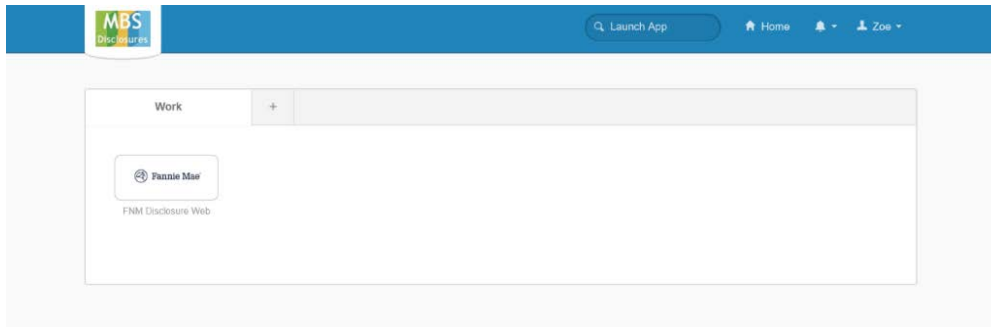 MBS
Disclosures
Launch App
Home
Zoe
Work
+
Fannie Mae
FNM Disclosure Web